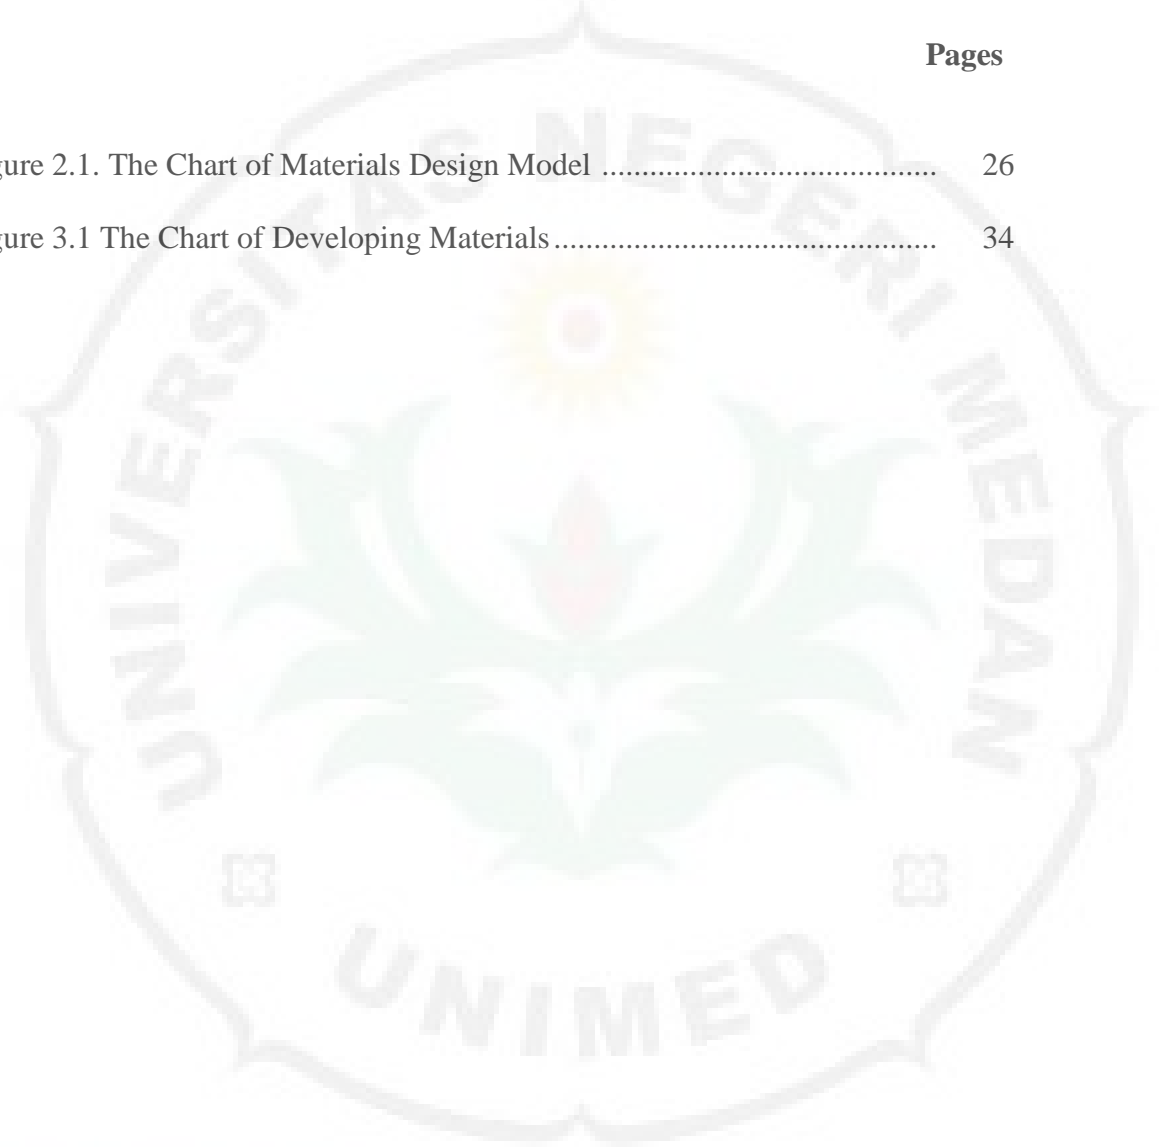 Pages
gure 2.1. The Chart of Materials Design Model ......................................... 26
gure 3.1 The Chart of Developing Materials ............................................... 34
UNIVERSITAS NEGERI MEDAN
UNIMED